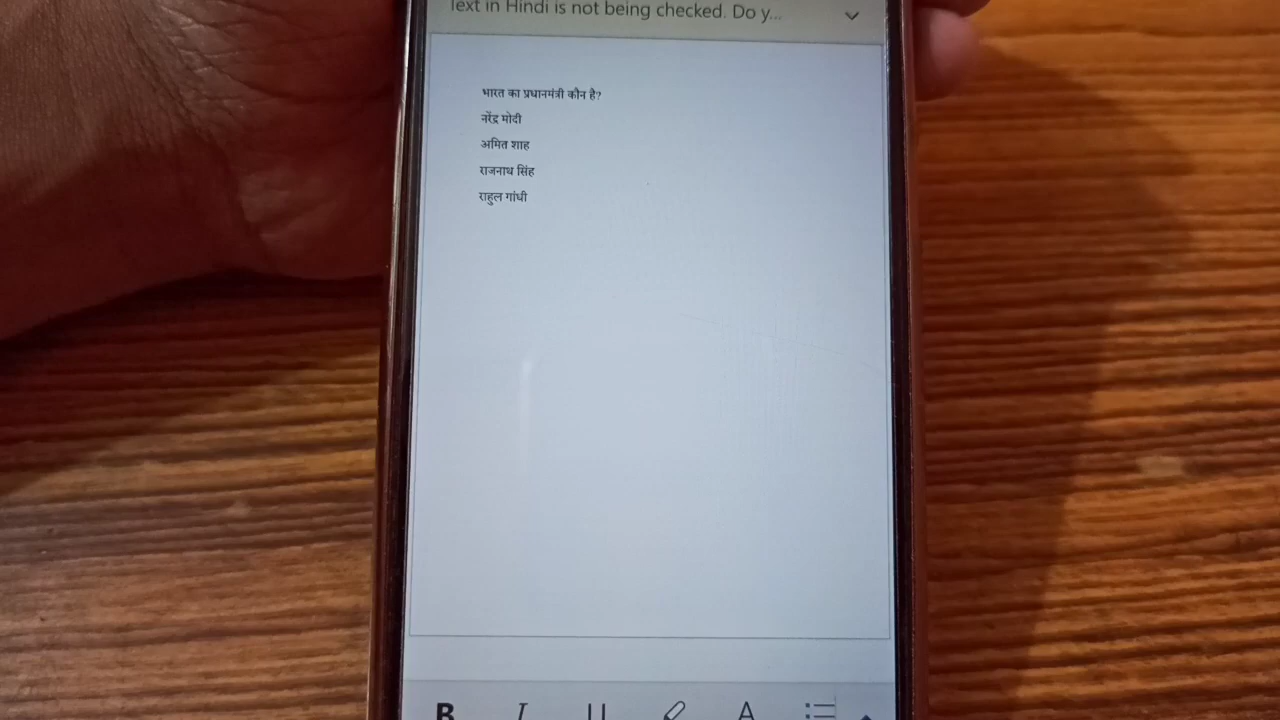 Text in Hindi is not being checked. Do y...
भारत का प्रधानमंत्री कौन है?
नरेंद्र मोदी
अमित शाह
राजनाथ सिंह
राहुल गांधी
B I U A